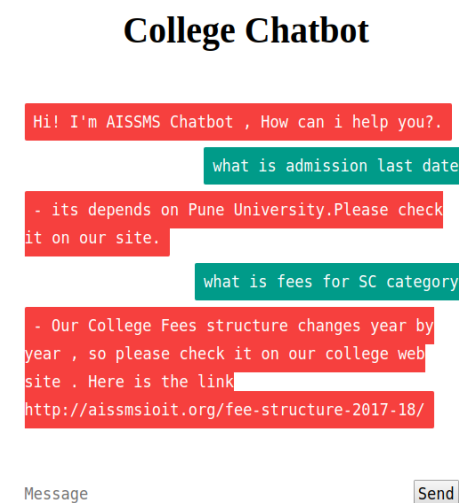 College Chatbot
Hi! I'm AISSMS Chatbot , How can i help you?.
what is admission last date
- its depends on Pune University.Please check
it on our site.
what is fees for SC category
- Our College Fees structure changes year by
year , so please check it on our college web
site . Here is the link
http://aissmsioit.org/fee-structure-2017-18/
Message
Send